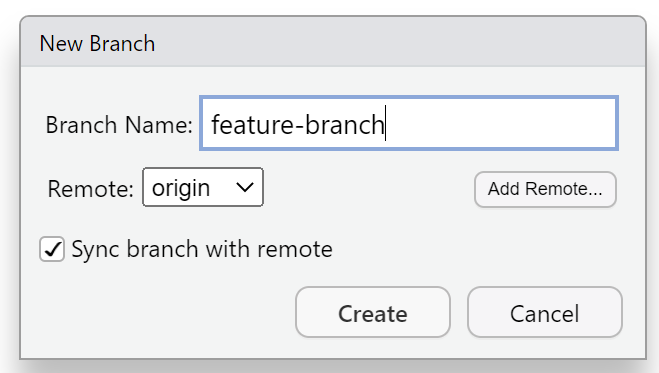 New Branch
Branch Name: feature-branch
Remote: origin Add Remote...
Sync branch with remote
Create Cancel